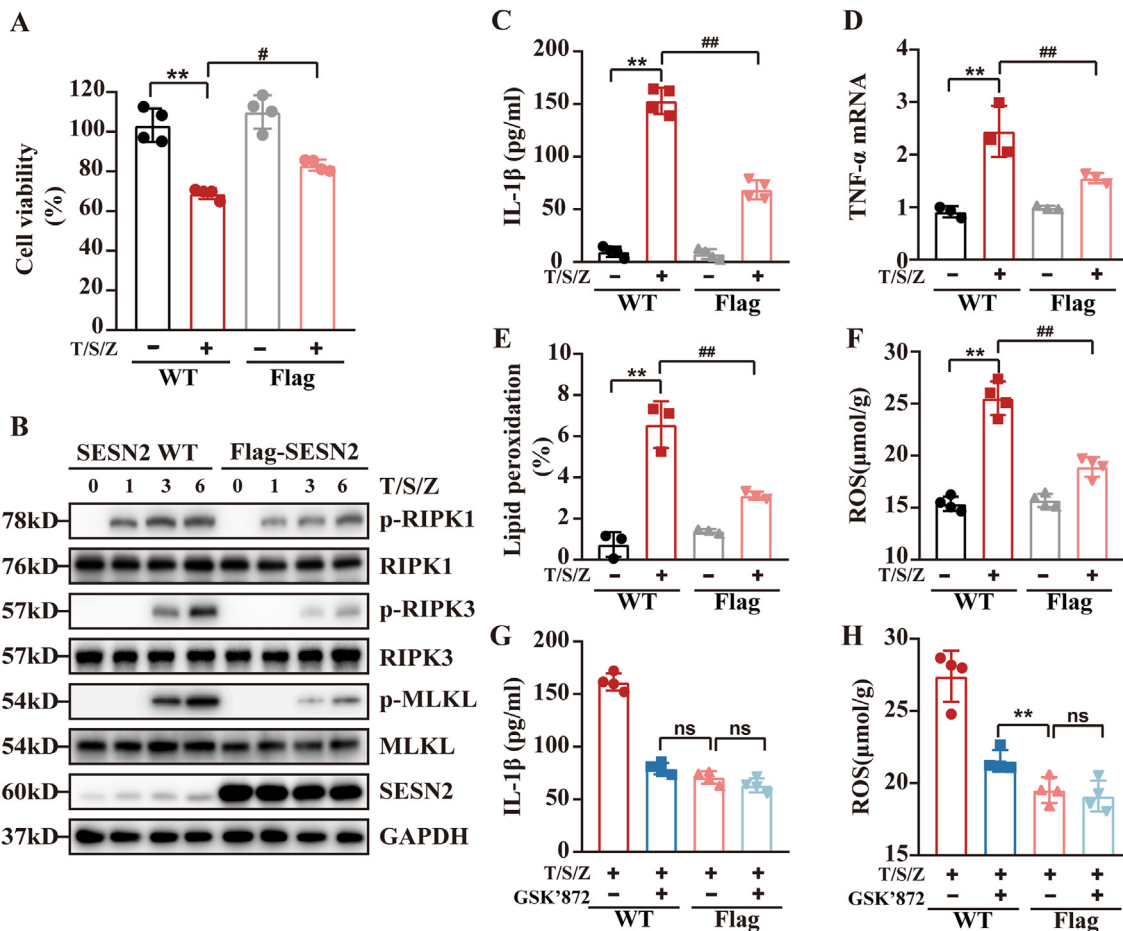 A
Cell viability
(%)
120
100
80
60
40
20
0
**
#
T/S/Z − + − +
WT Flag
B
SESN2 WT Flag-SESN2
0 1 3 6 0 1 3 6 T/S/Z
78kD p-RIPK1
76kD RIPK1
57kD p-RIPK3
57kD RIPK3
54kD p-MLKL
54kD MLKL
60kD SESN2
37kD GAPDH
C
IL-1β (pg/ml)
200
150
100
50
0
**
##
T/S/Z − + − +
WT Flag
D
TNF-α mRNA
4
3
2
1
0
**
##
T/S/Z − + − +
WT Flag
E
Lipid peroxidation
(%)
10
8
6
4
2
0
**
##
T/S/Z − + − +
WT Flag
F
ROS(μmol/g)
30
25
20
15
10
**
##
T/S/Z − + − +
WT Flag
G
IL-1β (pg/ml)
200
150
100
50
0
ns ns
T/S/Z + + + +
GSK’872 − + − +
WT Flag
H
ROS(μmol/g)
30
25
20
15
** ns
T/S/Z + + + +
GSK’872 − + − +
WT Flag